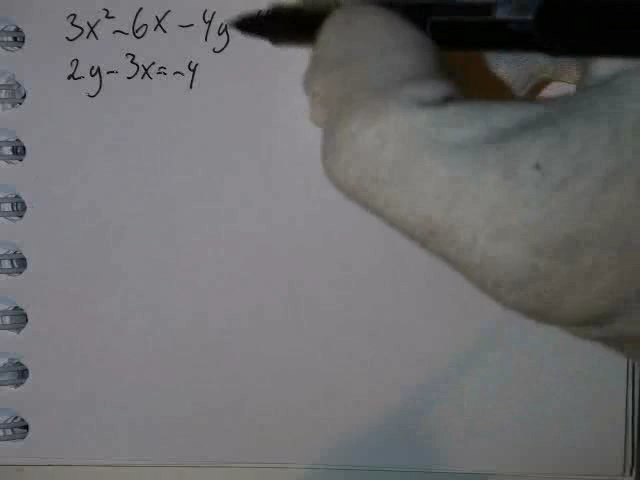 3x² - 6x - 4y
2y - 3x = -4